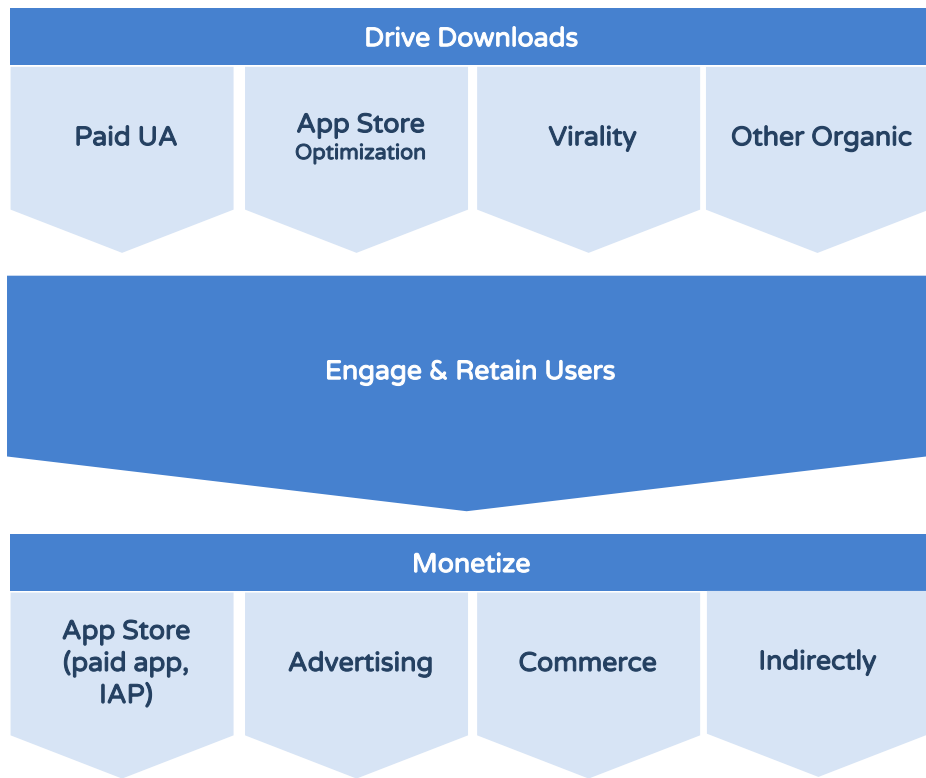 Drive Downloads
Paid UA
App Store
Optimization
Virality
Other Organic
Engage & Retain Users
Monetize
App Store
(paid app,
IAP)
Advertising
Commerce
Indirectly